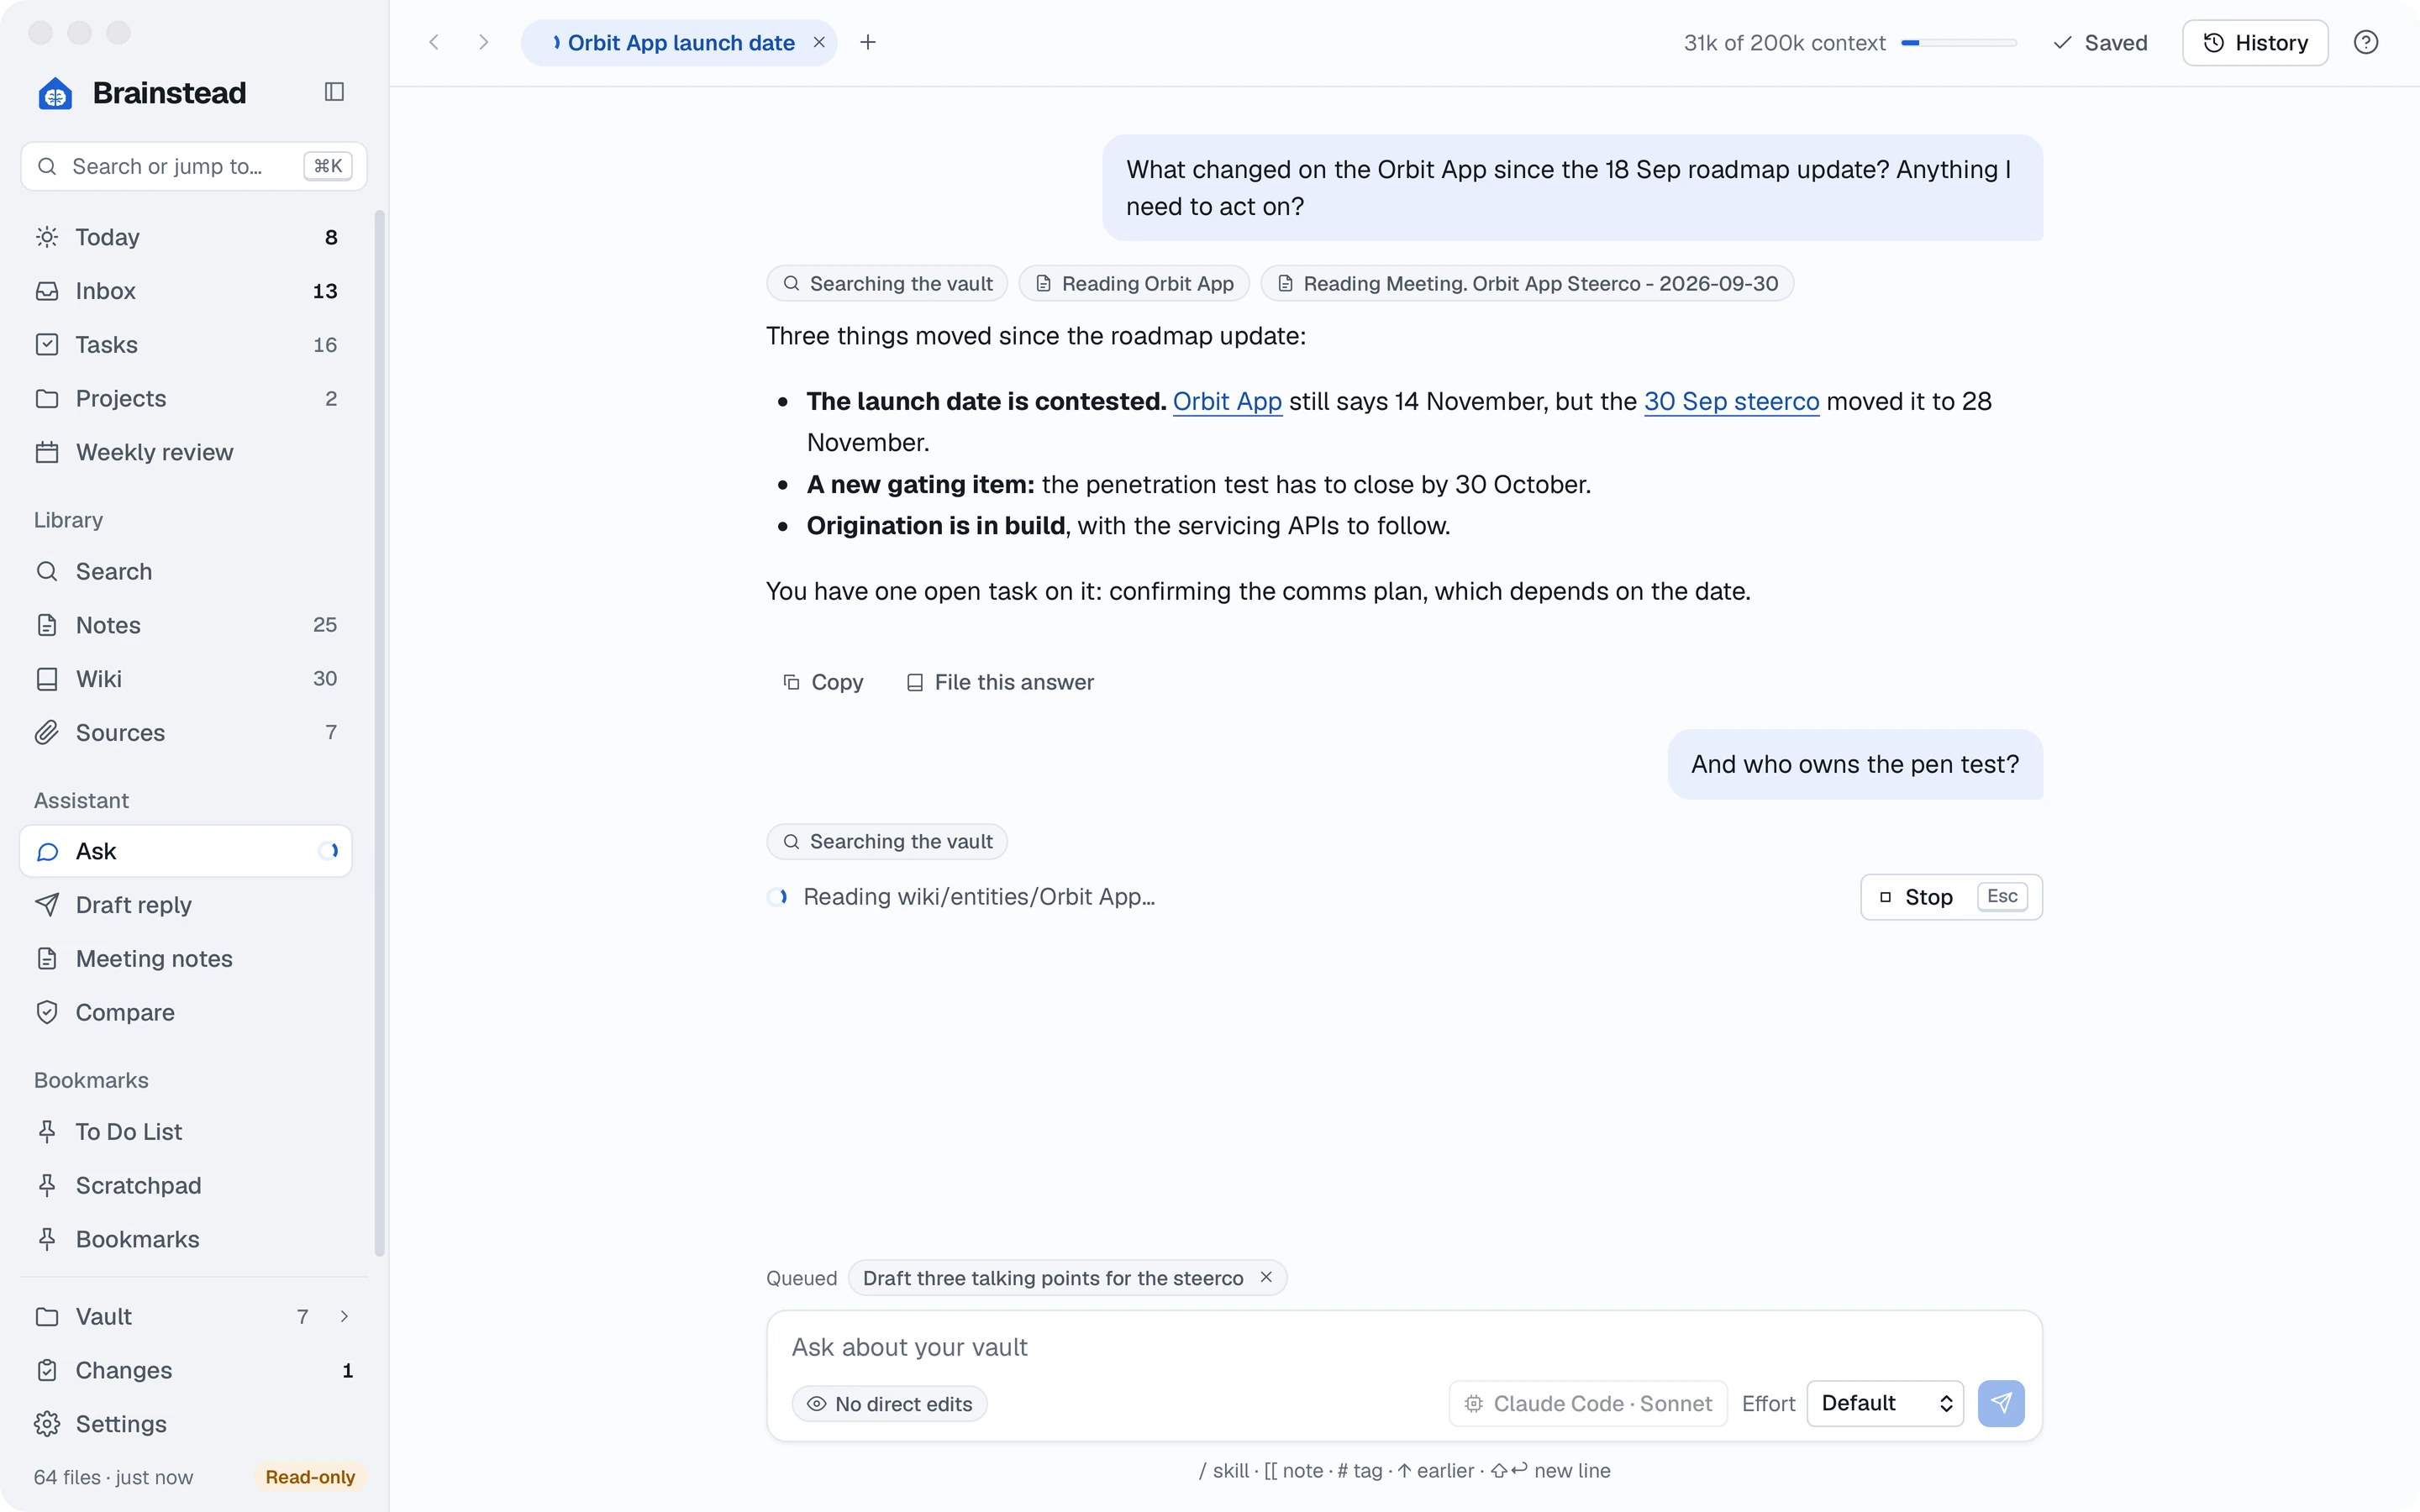 Brainstead
Search or jump to… ⌘K
Today 8
Inbox 13
Tasks 16
Projects 2
Weekly review
Library
Search
Notes 25
Wiki 30
Sources 7
Assistant
Ask
Draft reply
Meeting notes
Compare
Bookmarks
To Do List
Scratchpad
Bookmarks
Vault 7
Changes 1
Settings
64 files · just now Read-only
Orbit App launch date
31k of 200k context
Saved
History
What changed on the Orbit App since the 18 Sep roadmap update? Anything I
need to act on?
Searching the vault
Reading Orbit App
Reading Meeting. Orbit App Steerco - 2026-09-30
Three things moved since the roadmap update:
The launch date is contested. Orbit App still says 14 November, but the 30 Sep steerco moved it to 28
November.
A new gating item: the penetration test has to close by 30 October.
Origination is in build, with the servicing APIs to follow.
You have one open task on it: confirming the comms plan, which depends on the date.
Copy
File this answer
And who owns the pen test?
Searching the vault
Reading wiki/entities/Orbit App…
Stop Esc
Queued Draft three talking points for the steerco
Ask about your vault
No direct edits
Claude Code · Sonnet
Effort Default
/ skill · [[ note · # tag · ↑ earlier · ⇧↩ new line